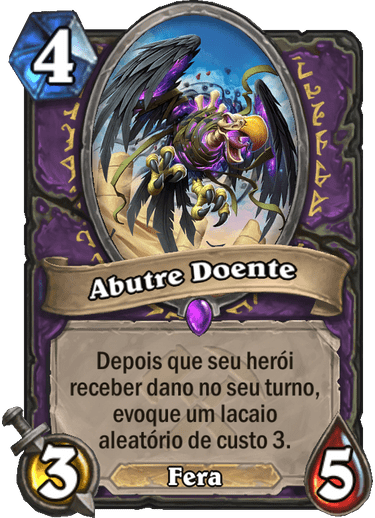 4
Abutre Doente
Depois que seu herói
receber dano no seu turno,
evoque um lacaio
aleatório de custo 3.
3
Fera
5